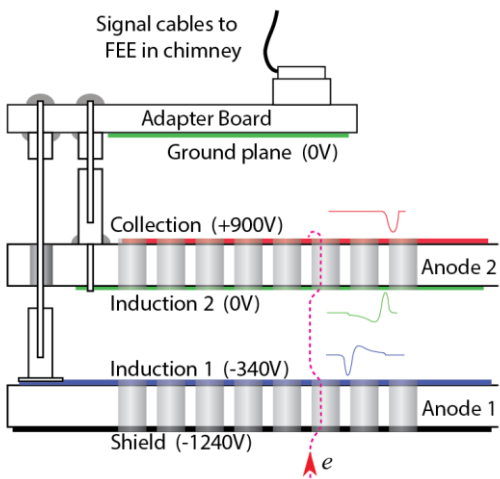 Signal cables to
FEE in chimney
Adapter Board
Ground plane (0V)
Collection (+900V)
Anode 2
Induction 2 (0V)
Induction 1 (-340V)
Anode 1
Shield (-1240V)
e